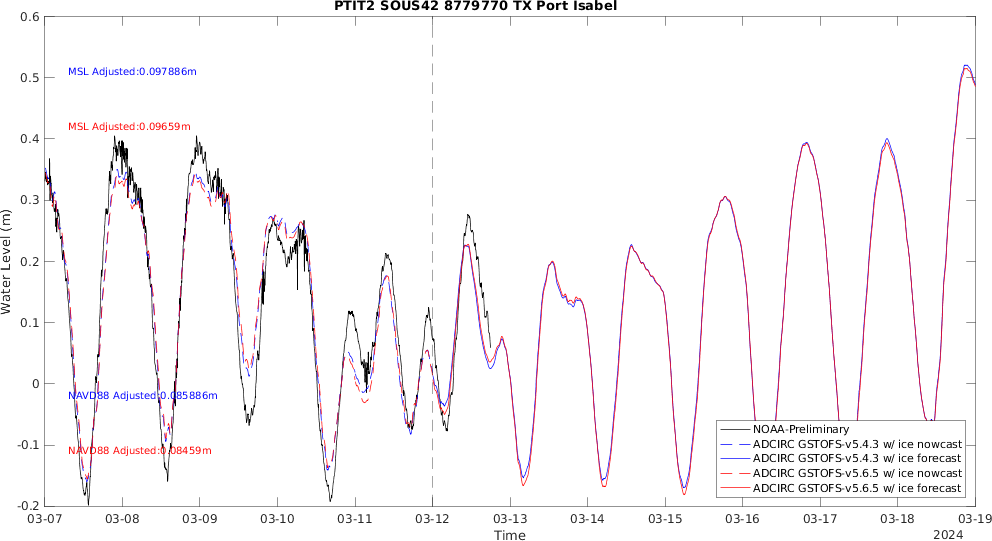 PTIT2 SOUS42 8779770 TX Port Isabel
0.6
0.5
0.4
0.3
0.2
0.1
0
-0.1
-0.2
Water Level (m)
MSL Adjusted:0.097886m
MSL Adjusted:0.09659m
NAVD88 Adjusted:0.085886m
NAVD88 Adjusted:0.08459m
NOAA-Preliminary
ADCIRC GSTOFS-v5.4.3 w/ ice nowcast
ADCIRC GSTOFS-v5.4.3 w/ ice forecast
ADCIRC GSTOFS-v5.6.5 w/ ice nowcast
ADCIRC GSTOFS-v5.6.5 w/ ice forecast
03-07 03-08 03-09 03-10 03-11 03-12 03-13 03-14 03-15 03-16 03-17 03-18 03-19
Time
2024